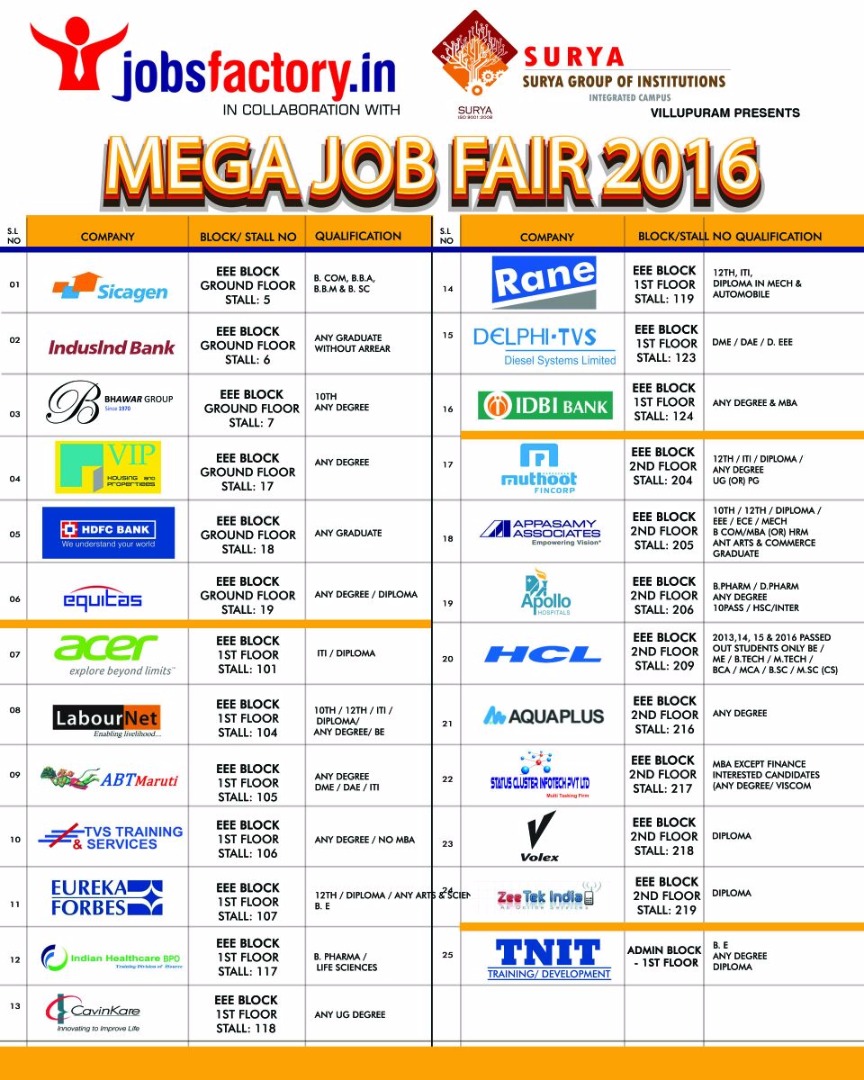 jobsfactory.in
IN COLLABORATION WITH
SURYA
ISO 9001:2008
SURYA
SURYA GROUP OF INSTITUTIONS
INTEGRATED CAMPUS
VILLUPURAM PRESENTS
MEGA JOB FAIR 2016
S.L NO
COMPANY
BLOCK/ STALL NO
QUALIFICATION
01
Sicagen
EEE BLOCK
GROUND FLOOR
STALL: 5
B. COM, B.B.A,
B.B.M & B. SC
02
IndusInd Bank
EEE BLOCK
GROUND FLOOR
STALL: 6
ANY GRADUATE
WITHOUT ARREAR
03
B BHAWAR GROUP
Since 1970
EEE BLOCK
GROUND FLOOR
STALL: 7
10TH
ANY DEGREE
04
VIP
HOUSING and
PROPERTIES
EEE BLOCK
GROUND FLOOR
STALL: 17
ANY DEGREE
05
HDFC BANK
We understand your world
EEE BLOCK
GROUND FLOOR
STALL: 18
ANY GRADUATE
06
equitas
EEE BLOCK
GROUND FLOOR
STALL: 19
ANY DEGREE / DIPLOMA
07
acer
explore beyond limits™
EEE BLOCK
1ST FLOOR
STALL: 101
ITI / DIPLOMA
08
LabourNet
Enabling livelihood...
EEE BLOCK
1ST FLOOR
STALL: 104
10TH / 12TH / ITI /
DIPLOMA/
ANY DEGREE/ BE
09
ABT Maruti
EEE BLOCK
1ST FLOOR
STALL: 105
ANY DEGREE
DME / DAE / ITI
10
TVS TRAINING
& SERVICES
EEE BLOCK
1ST FLOOR
STALL: 106
ANY DEGREE / NO MBA
11
EUREKA
FORBES
EEE BLOCK
1ST FLOOR
STALL: 107
12TH / DIPLOMA / ANY ARTS & SCIEN
B. E
12
Indian Healthcare BPO
EEE BLOCK
1ST FLOOR
STALL: 117
B. PHARMA /
LIFE SCIENCES
13
CavinKare
Innovating to Improve Life
EEE BLOCK
1ST FLOOR
STALL: 118
ANY UG DEGREE
S.L NO
COMPANY
BLOCK/STALL NO
QUALIFICATION
14
Rane
EEE BLOCK
1ST FLOOR
STALL: 119
12TH, ITI,
DIPLOMA IN MECH &
AUTOMOBILE
15
DELPHI·TVS
Diesel Systems Limited
EEE BLOCK
1ST FLOOR
STALL: 123
DME / DAE / D. EEE
16
IDBI BANK
EEE BLOCK
1ST FLOOR
STALL: 124
ANY DEGREE & MBA
17
muthoot
FINCORP
EEE BLOCK
2ND FLOOR
STALL: 204
12TH / ITI / DIPLOMA /
ANY DEGREE
UG (OR) PG
18
APPASAMY
ASSOCIATES
Empowering Vision®
EEE BLOCK
2ND FLOOR
STALL: 205
10TH / 12TH / DIPLOMA /
EEE / ECE / MECH
B COM/MBA (OR) HRM
ANT ARTS & COMMERCE
GRADUATE
19
Apollo
HOSPITALS
EEE BLOCK
2ND FLOOR
STALL: 206
B.PHARM / D.PHARM
ANY DEGREE
10PASS / HSC/INTER
20
HCL
EEE BLOCK
2ND FLOOR
STALL: 209
2013,14, 15 & 2016 PASSED
OUT STUDENTS ONLY BE /
ME / B.TECH / M.TECH /
BCA / MCA / B.SC / M.SC (CS)
21
AQUAPLUS
EEE BLOCK
2ND FLOOR
STALL: 216
ANY DEGREE
22
STATUS CLUSTER INFOTECH PVT LTD
Multi Tasking Firm
EEE BLOCK
2ND FLOOR
STALL: 217
MBA EXCEPT FINANCE
INTERESTED CANDIDATES
(ANY DEGREE/ VISCOM
23
Volex
EEE BLOCK
2ND FLOOR
STALL: 218
DIPLOMA
24
ZeeTek India
EEE BLOCK
2ND FLOOR
STALL: 219
DIPLOMA
25
TNIT
TRAINING/ DEVELOPMENT
ADMIN BLOCK
- 1ST FLOOR
B. E
ANY DEGREE
DIPLOMA